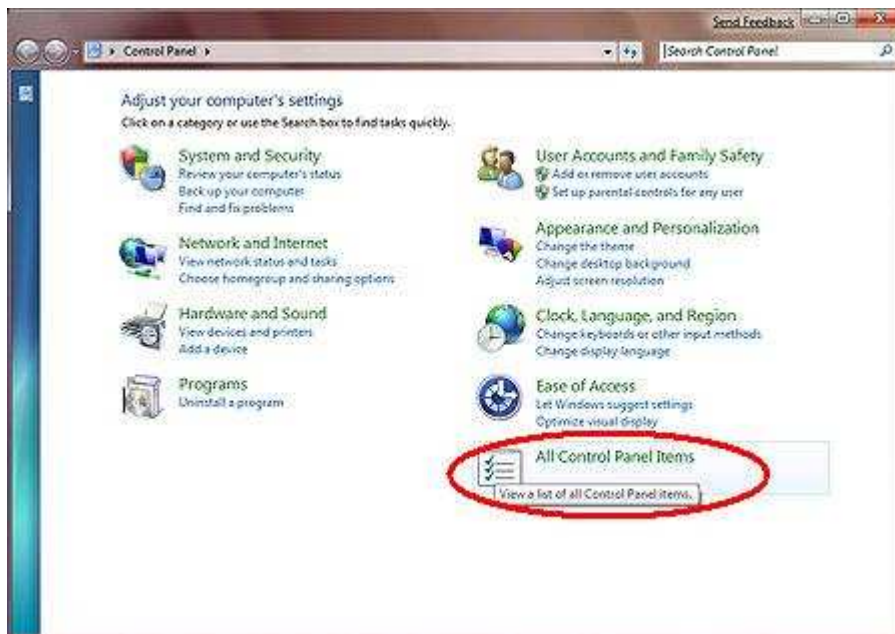 Send Feedback
Control Panel
Search Control Panel
Adjust your computer's settings
Click on a category or use the Search box to find tasks quickly.
System and Security
Review your computer's status
Back up your computer
Find and fix problems
Network and Internet
View network status and tasks
Choose homegroup and sharing options
Hardware and Sound
View devices and printers
Add a device
Programs
Uninstall a program
User Accounts and Family Safety
Add or remove user accounts
Set up parental controls for any user
Appearance and Personalization
Change the theme
Change desktop background
Adjust screen resolution
Clock, Language, and Region
Change keyboards or other input methods
Change display language
Ease of Access
Let Windows suggest settings
Optimize visual display
All Control Panel Items
View a list of all Control Panel items.